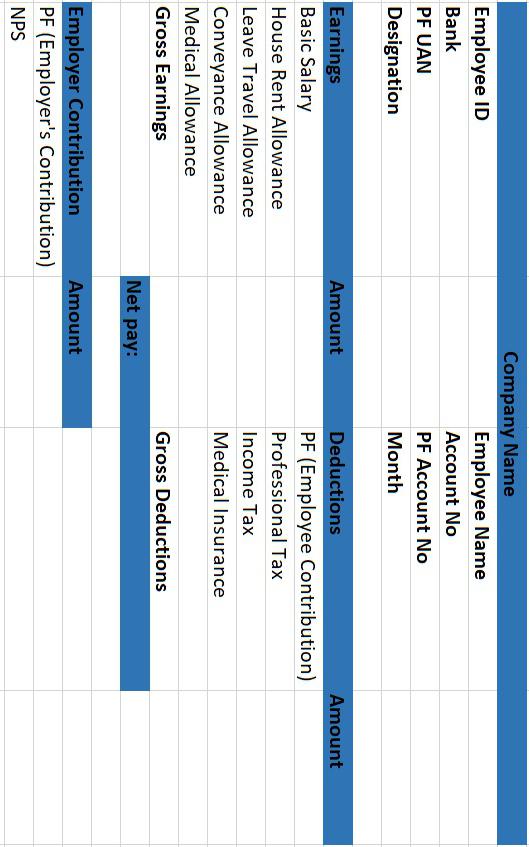 Company Name
Employee ID Employee Name
Bank Account No
PF UAN PF Account No
Designation Month
Earnings Amount Deductions Amount
Basic Salary PF (Employee Contribution)
House Rent Allowance Professional Tax
Leave Travel Allowance Income Tax
Conveyance Allowance Medical Insurance
Medical Allowance
Gross Earnings Gross Deductions
Net pay:
Employer Contribution Amount
PF (Employer's Contribution)
NPS